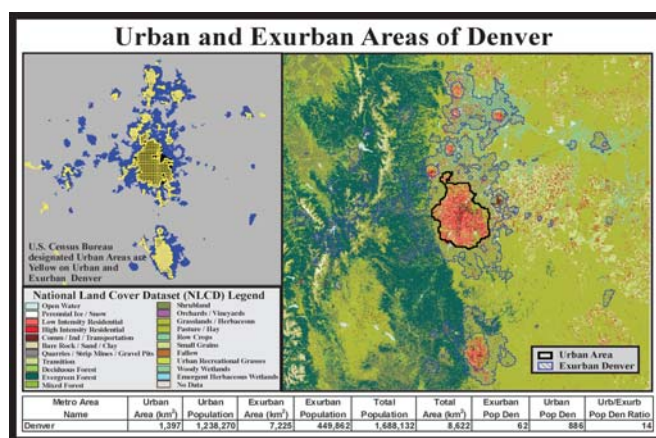 Urban and Exurban Areas of Denver
U.S. Census Bureau
designated Urban Areas are
Yellow on Urban and
Exurban Denver
National Land Cover Dataset (NLCD) Legend
Open Water
Perennial Ice / Snow
Low Intensity Residential
High Intensity Residential
Comm / Ind / Transportation
Bare Rock / Sand / Clay
Quarries / Strip Mines / Gravel Pits
Transition
Deciduous Forest
Evergreen Forest
Mixed Forest
Shrubland
Orchards / Vineyards
Grasslands / Herbaceous
Pasture / Hay
Row Crops
Small Grains
Fallow
Urban Recreational Grasses
Woody Wetlands
Emergent Herbaceous Wetlands
No Data
Urban Area
Exurban Denver
Metro Area Urban Urban Exurban Exurban Total Total Exurban Urban Urb/Exurb
Name Area (km²) Population Area (km²) Population Population Area (km²) Pop Den Pop Den Pop Den Ratio
Denver 1,397 1,238,270 7,225 449,862 1,688,132 8,622 62 886 14